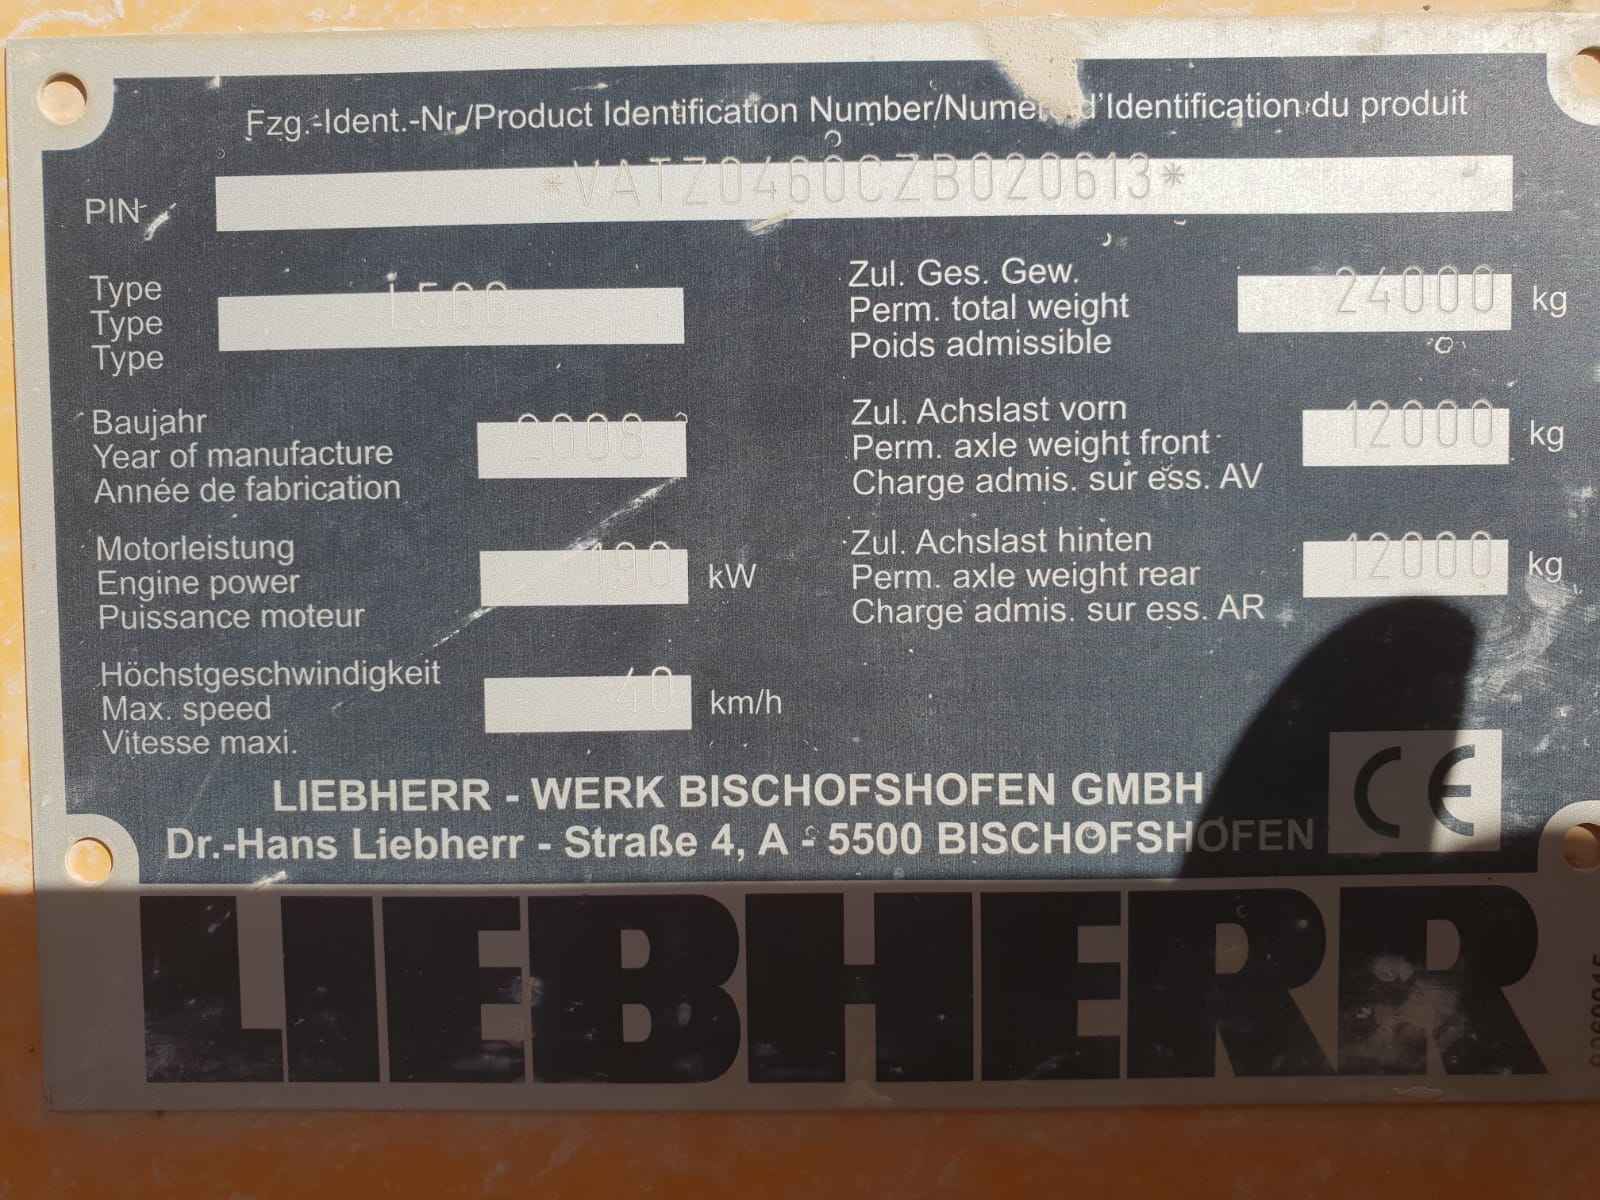 Fzg.-Ident.-Nr./Product Identification Number/Numero d'Identification du produit
PIN *VATZ0460CZB020613*
Type
Type L566
Type
Baujahr
Year of manufacture 2008
Année de fabrication
Motorleistung
Engine power 190 kW
Puissance moteur
Höchstgeschwindigkeit
Max. speed 40 km/h
Vitesse maxi.
Zul. Ges. Gew.
Perm. total weight 24000 kg
Poids admissible
Zul. Achslast vorn
Perm. axle weight front 12000 kg
Charge admis. sur ess. AV
Zul. Achslast hinten
Perm. axle weight rear 12000 kg
Charge admis. sur ess. AR
LIEBHERR - WERK BISCHOFSHOFEN GMBH
Dr.-Hans Liebherr - Straße 4, A - 5500 BISCHOFSHOFEN
CE
LIEBHERR